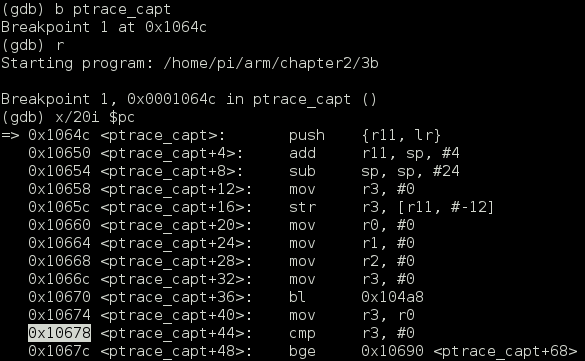 (gdb) b ptrace_capt
Breakpoint 1 at 0x1064c
(gdb) r
Starting program: /home/pi/arm/chapter2/3b

Breakpoint 1, 0x0001064c in ptrace_capt ()
(gdb) x/20i $pc
=> 0x1064c <ptrace_capt>:      push    {r11, lr}
   0x10650 <ptrace_capt+4>:    add     r11, sp, #4
   0x10654 <ptrace_capt+8>:    sub     sp, sp, #24
   0x10658 <ptrace_capt+12>:   mov     r3, #0
   0x1065c <ptrace_capt+16>:   str     r3, [r11, #-12]
   0x10660 <ptrace_capt+20>:   mov     r0, #0
   0x10664 <ptrace_capt+24>:   mov     r1, #0
   0x10668 <ptrace_capt+28>:   mov     r2, #0
   0x1066c <ptrace_capt+32>:   mov     r3, #0
   0x10670 <ptrace_capt+36>:   bl      0x104a8
   0x10674 <ptrace_capt+40>:   mov     r3, r0
   0x10678 <ptrace_capt+44>:   cmp     r3, #0
   0x1067c <ptrace_capt+48>:   bge     0x10690 <ptrace_capt+68>